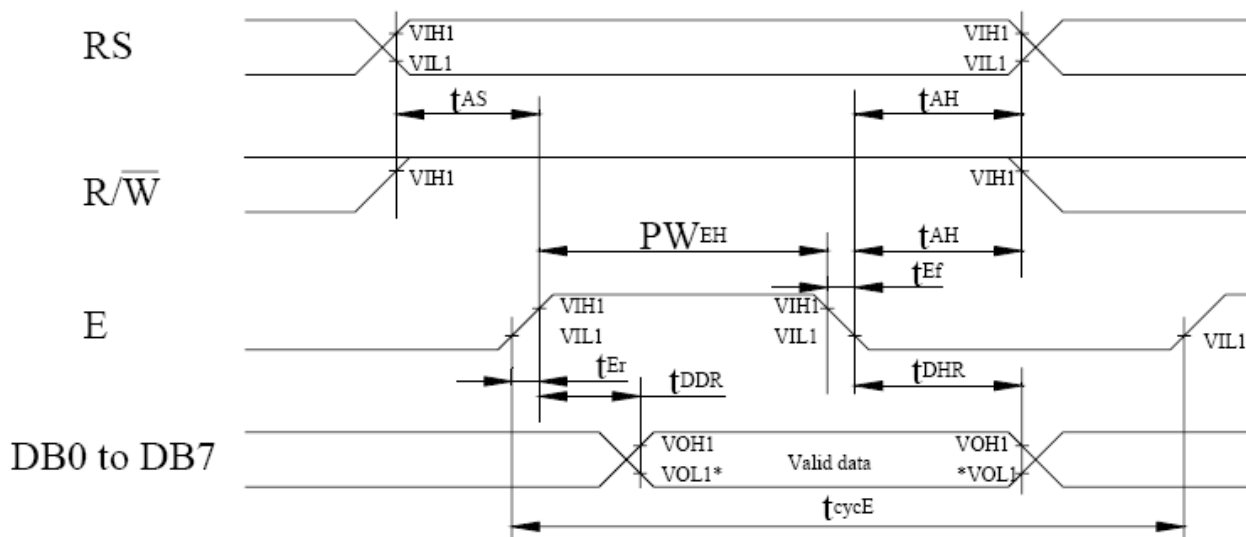 RS
VIH1
VIL1
VIH1
VIL1
tAS
tAH
R/W̅
VIH1
VIH1
PWEH
tAH
tEf
E
VIH1
VIL1
VIH1
VIL1
VIL1
tEr
tDDR
tDHR
DB0 to DB7
VOH1
VOL1*
Valid data
VOH1
*VOL1
tcycE